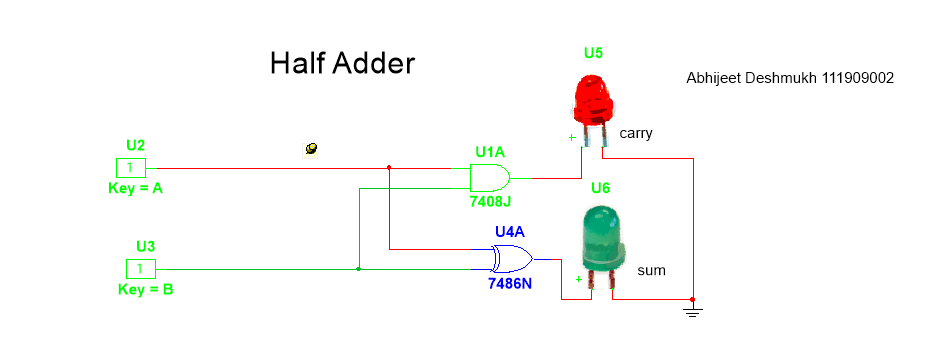 Half Adder
U5
Abhijeet Deshmukh 111909002
carry
U2
1
Key = A
U1A
7408J
U6
U4A
7486N
U3
1
Key = B
sum
+
+